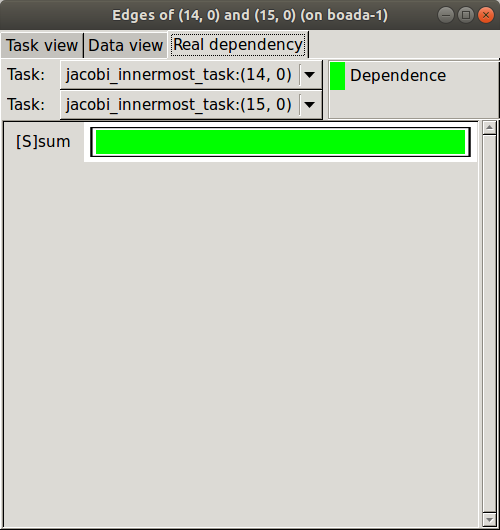 Edges of (14, 0) and (15, 0) (on boada-1)
Task view Data view Real dependency
Task: jacobi_innermost_task:(14, 0) Dependence
Task: jacobi_innermost_task:(15, 0)
[S]sum